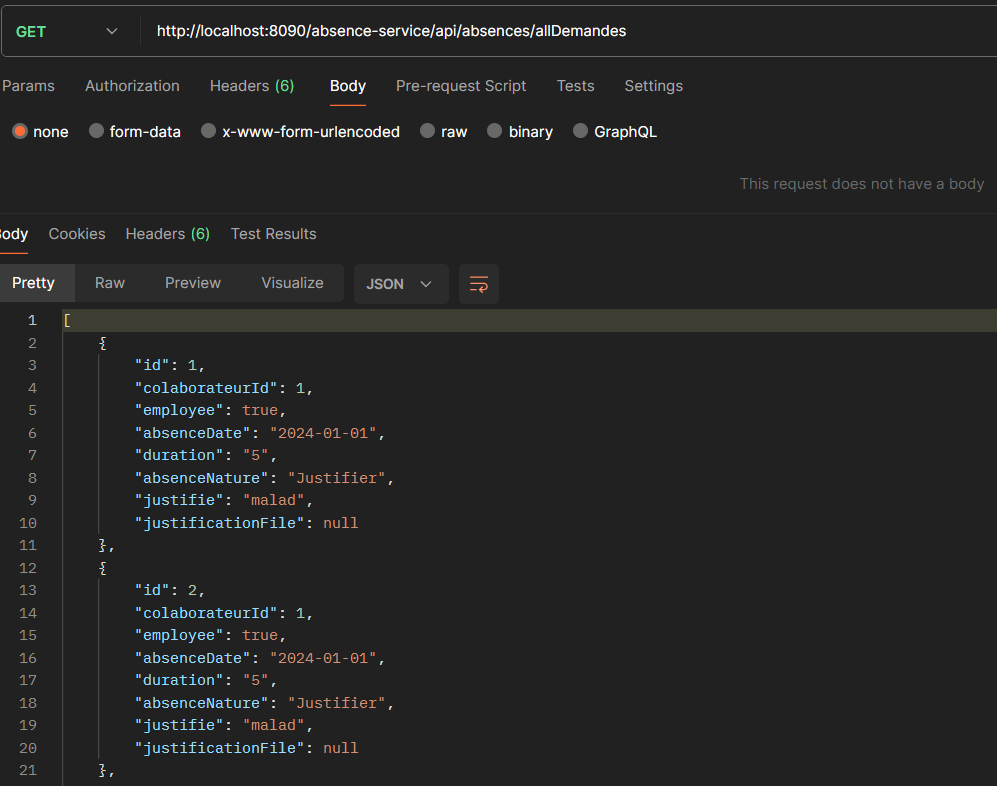 GET http://localhost:8090/absence-service/api/absences/allDemandes
Params Authorization Headers (6) Body Pre-request Script Tests Settings
none form-data x-www-form-urlencoded raw binary GraphQL
This request does not have a body
Body Cookies Headers (6) Test Results
Pretty Raw Preview Visualize JSON
1 [
2 {
3 "id": 1,
4 "colaborateurId": 1,
5 "employee": true,
6 "absenceDate": "2024-01-01",
7 "duration": "5",
8 "absenceNature": "Justifier",
9 "justifie": "malad",
10 "justificationFile": null
11 },
12 {
13 "id": 2,
14 "colaborateurId": 1,
15 "employee": true,
16 "absenceDate": "2024-01-01",
17 "duration": "5",
18 "absenceNature": "Justifier",
19 "justifie": "malad",
20 "justificationFile": null
21 },